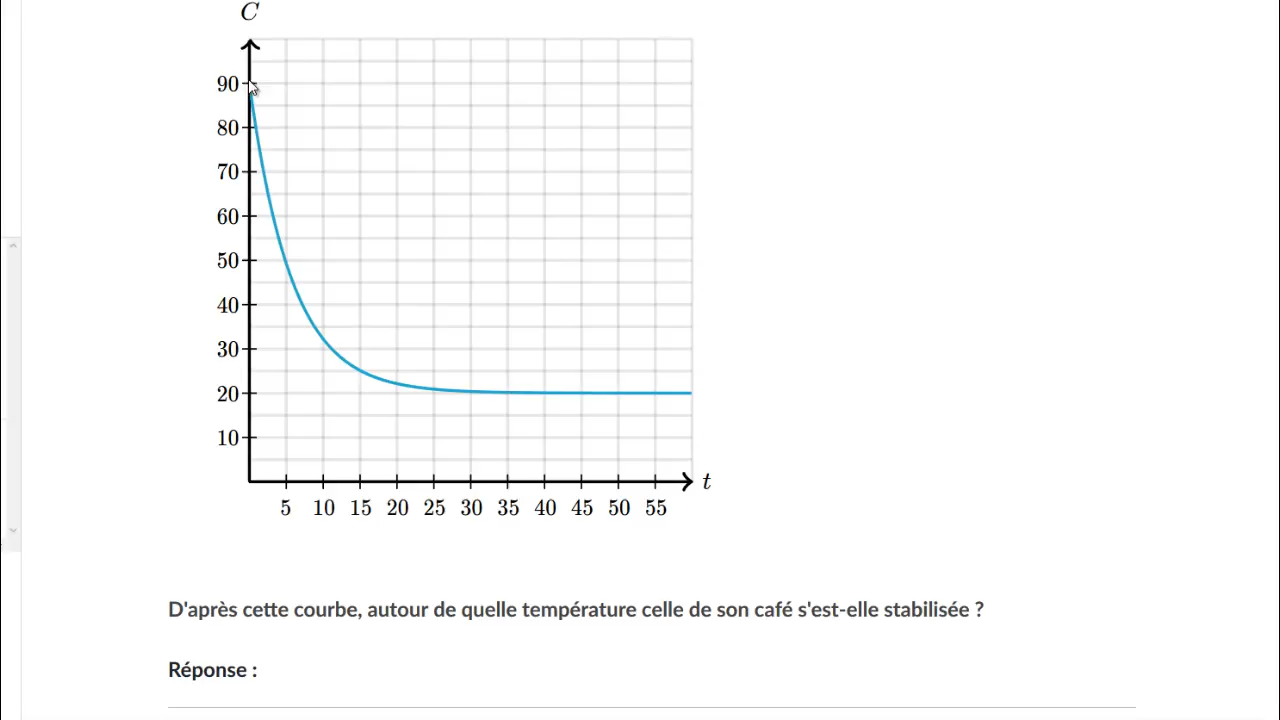 C
90
80
70
60
50
40
30
20
10
t
5 10 15 20 25 30 35 40 45 50 55
D'après cette courbe, autour de quelle température celle de son café s'est-elle stabilisée ?
Réponse :